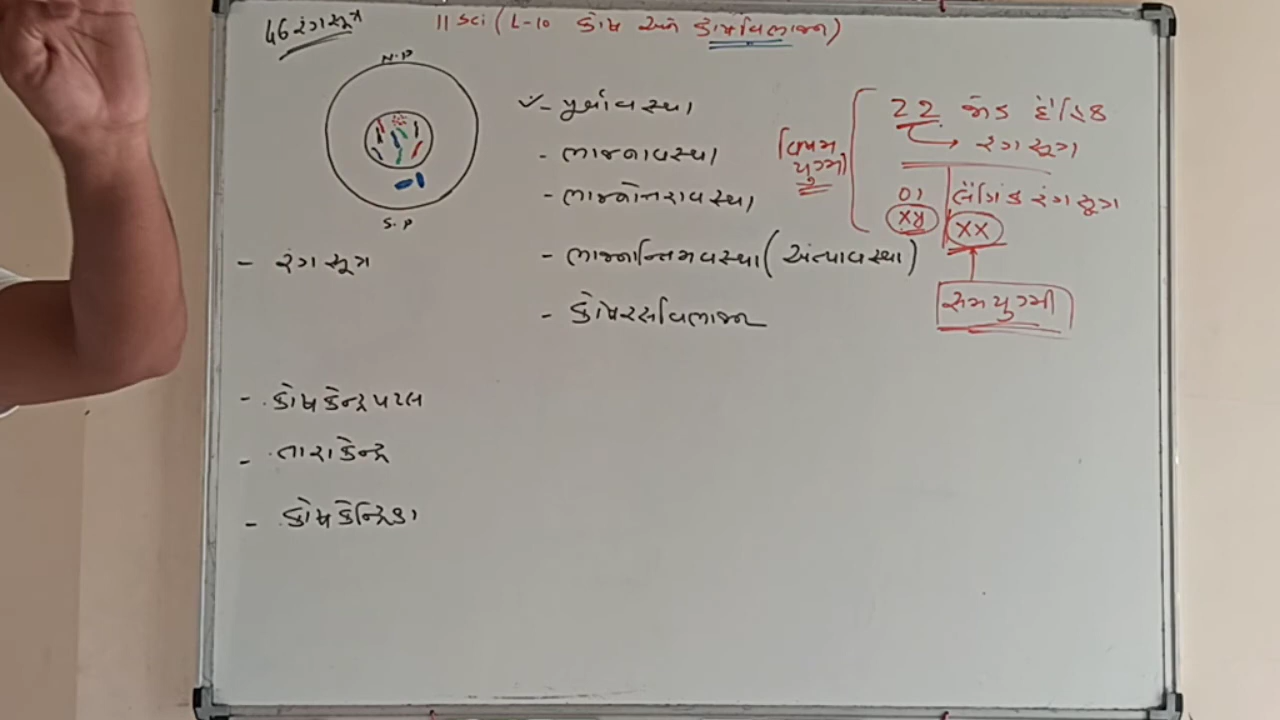 46 રંગસૂત્ર
11 sci ( L-10 કોષ અને કોષવિભાજન )
N.P
S.P
✓- પૂર્વાવસ્થા
- ભાજનાવસ્થા
- ભાજનોત્તરાવસ્થા
- ભાજનાન્તિમવસ્થા ( અંત્યાવસ્થા )
- કોષરસવિભાજન
વિષમ
યુગ્મી
22 જોડ દૈહિક
રંગસૂત્ર
01 લૈંગિક રંગસૂત્ર
XY XX
સમયુગ્મી
- રંગસૂત્ર
- કોષકેન્દ્રપટલ
- તારાકેન્દ્ર
- કોષકેન્દ્રિકા